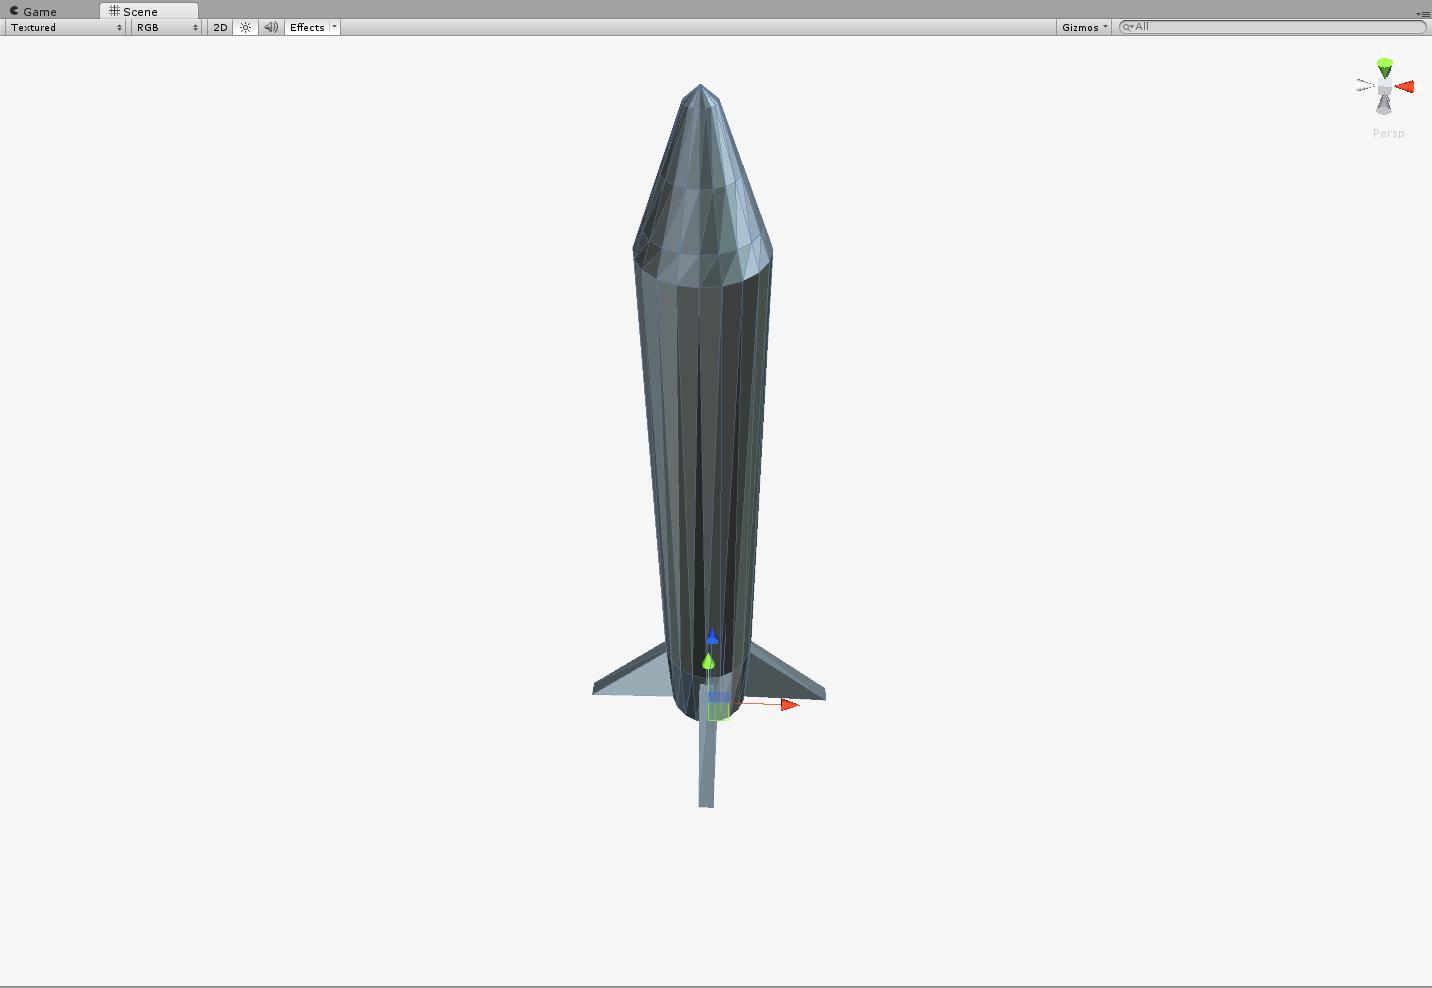 Game Scene
Textured RGB 2D Effects Gizmos All
y
Persp